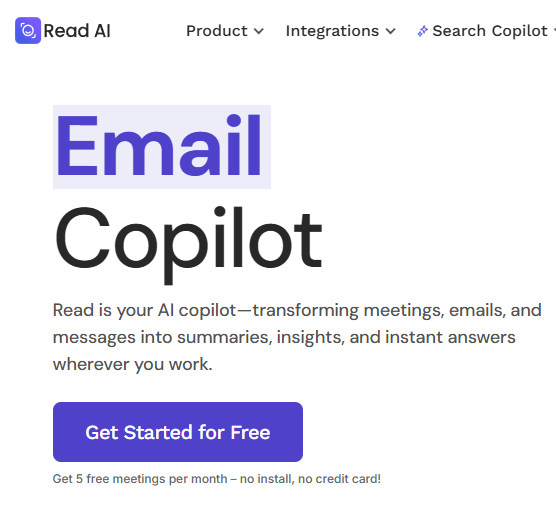 Read AI
Product
Integrations
Search Copilot
Email
Copilot
Read is your AI copilot—transforming meetings, emails, and
messages into summaries, insights, and instant answers
wherever you work.
Get Started for Free
Get 5 free meetings per month – no install, no credit card!